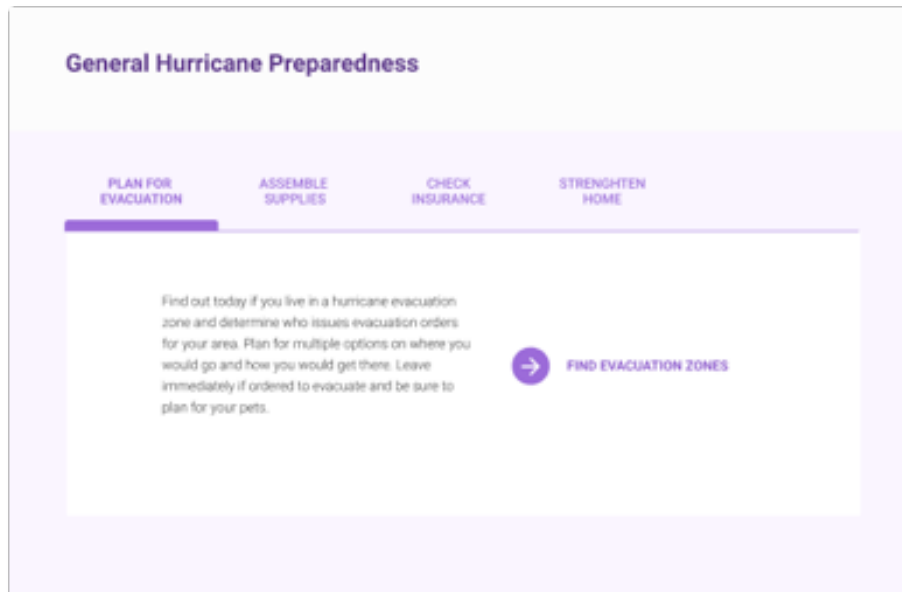 General Hurricane Preparedness
PLAN FOR
EVACUATION
ASSEMBLE
SUPPLIES
CHECK
INSURANCE
STRENGHTEN
HOME
Find out today if you live in a hurricane evacuation
zone and determine who issues evacuation orders
for your area. Plan for multiple options on where you
would go and how you would get there. Leave
immediately if ordered to evacuate and be sure to
plan for your pets.
FIND EVACUATION ZONES